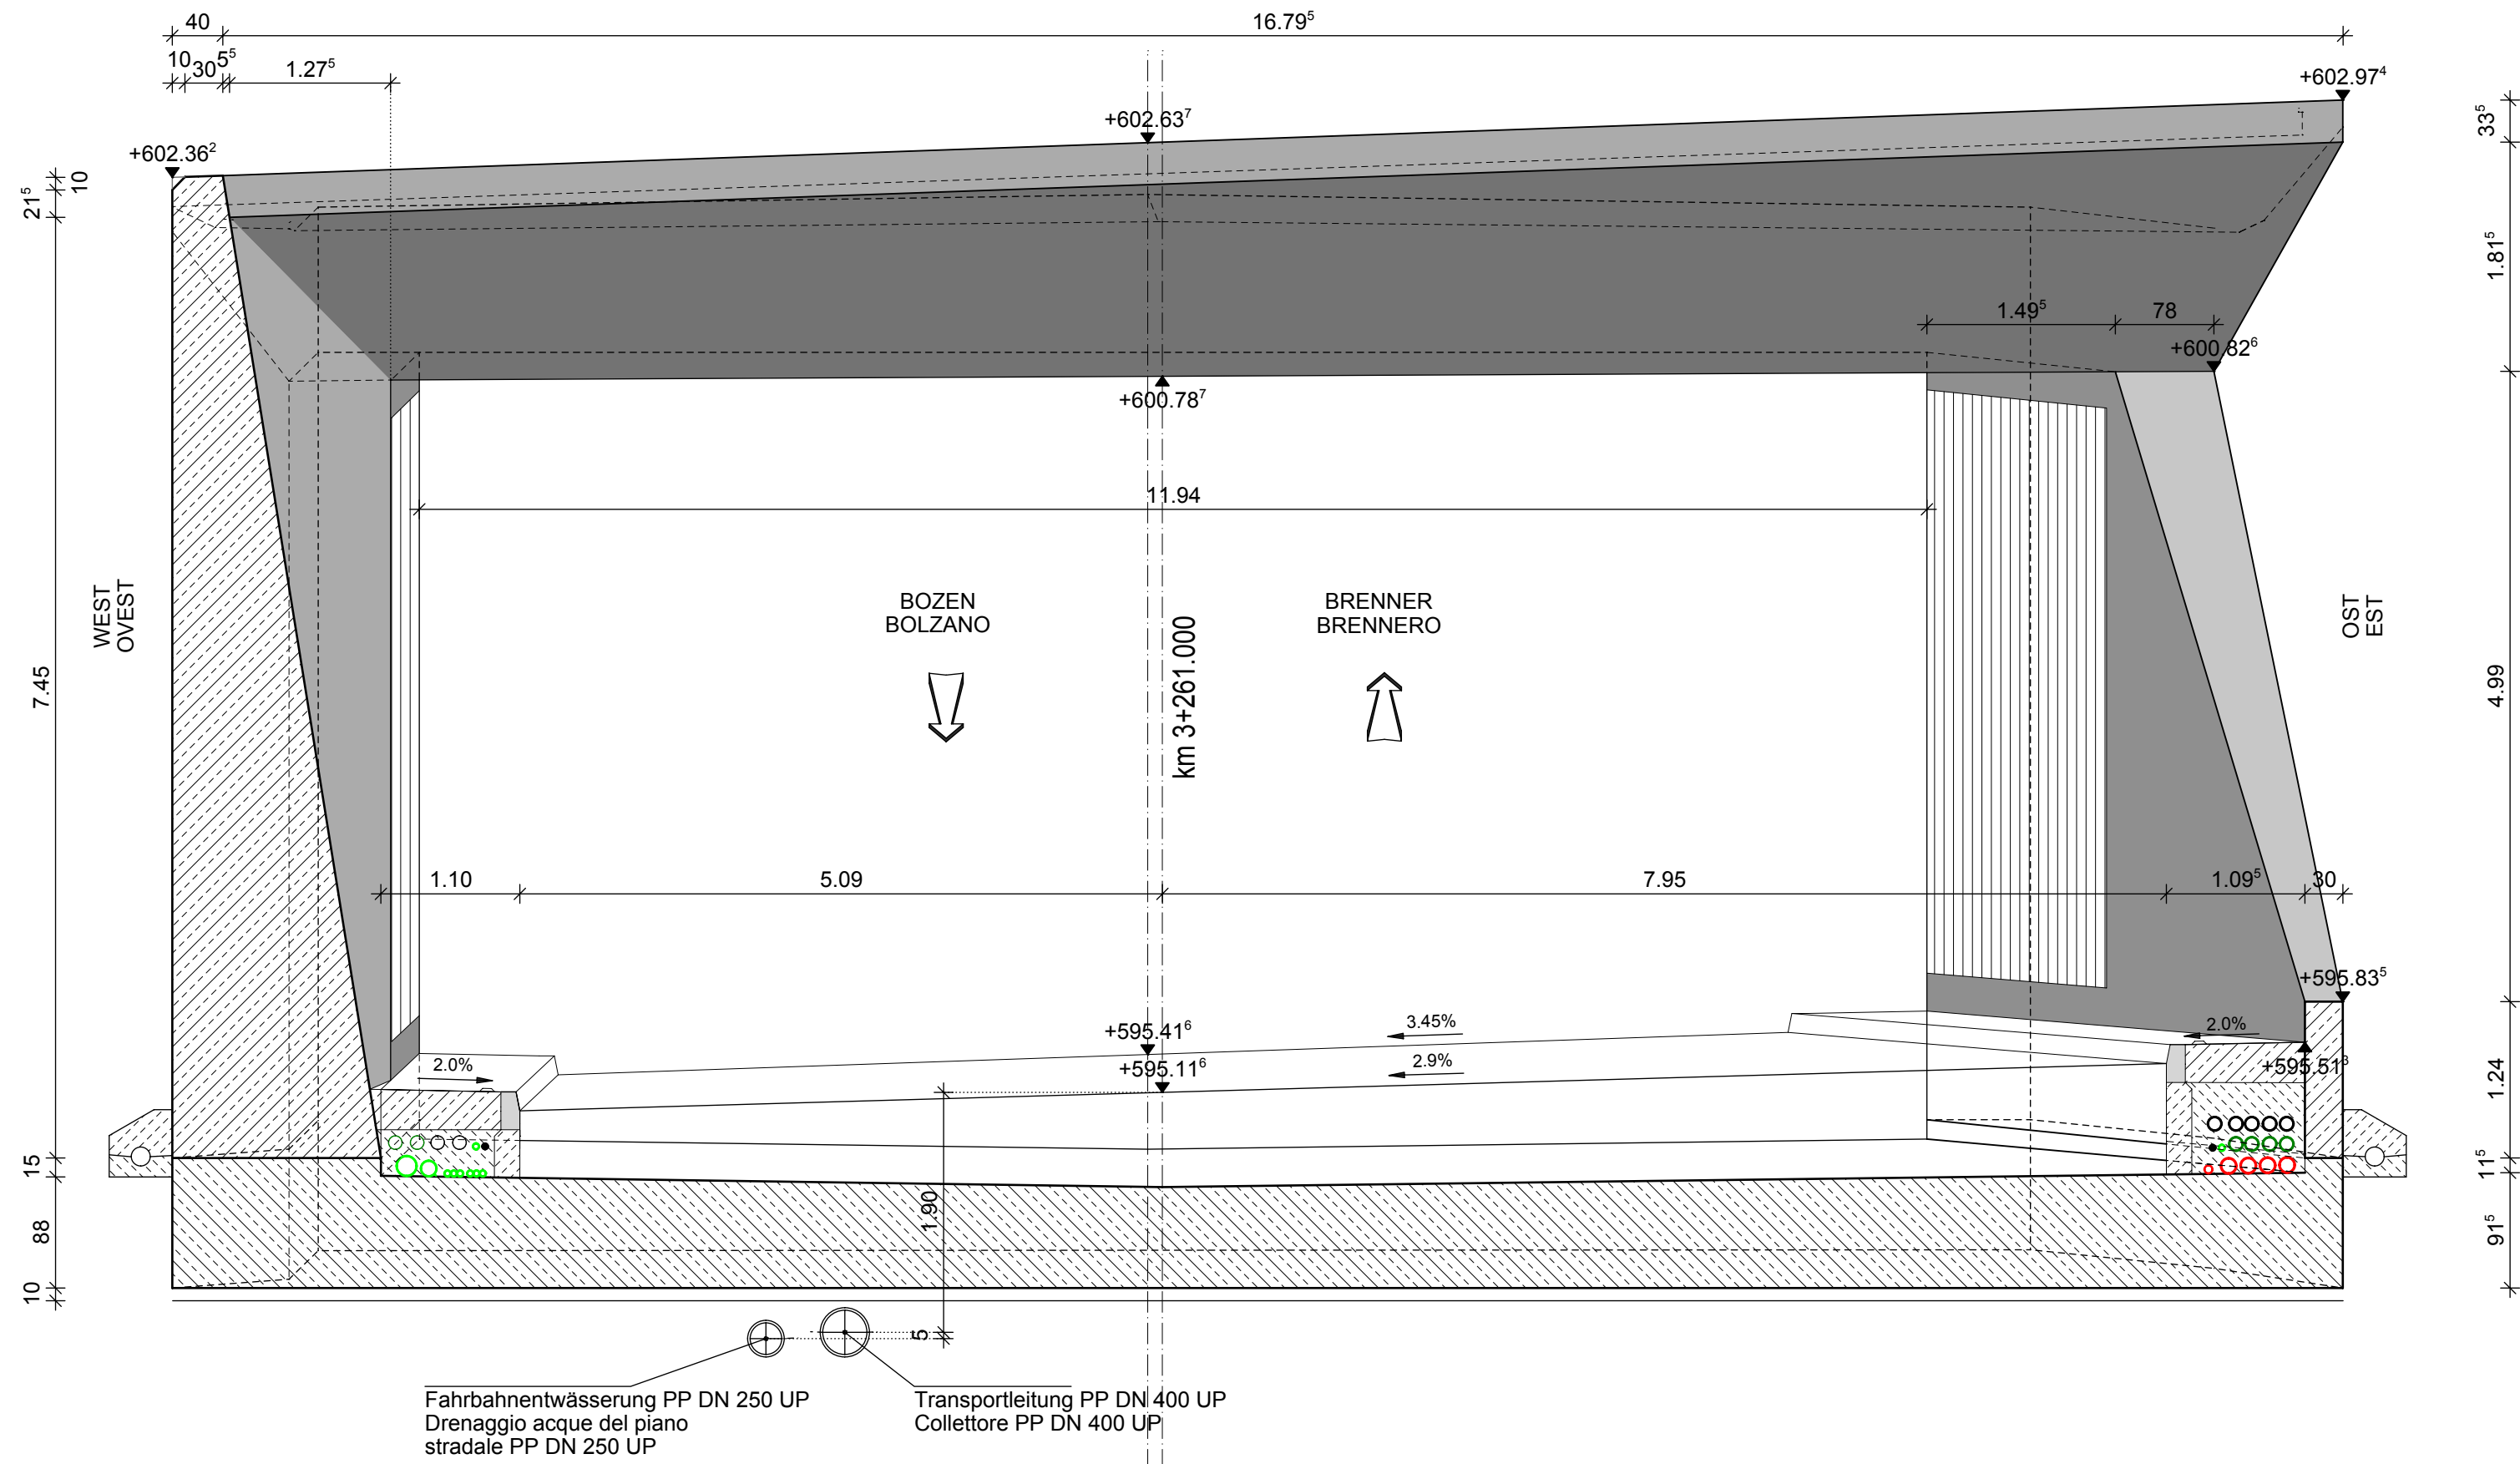 40
16.79⁵
10
30
5⁵
1.27⁵
+602.97⁴
+602.63⁷
+602.36²
33⁵
10
21⁵
1.81⁵
1.49⁵
78
+600.82⁶
+600.78⁷
11.94
WEST
OVEST
BOZEN
BOLZANO
BRENNER
BRENNERO
OST
EST
km 3+261.000
7.45
4.99
1.10
5.09
7.95
1.09⁵
30
+595.83⁵
+595.41⁶
3.45%
2.0%
2.0%
+595.11⁶
2.9%
+595.51³
1.24
15
11⁵
1.90
88
91⁵
10
5
Fahrbahnentwässerung PP DN 250 UP
Drenaggio acque del piano
stradale PP DN 250 UP
Transportleitung PP DN 400 UP
Collettore PP DN 400 UP